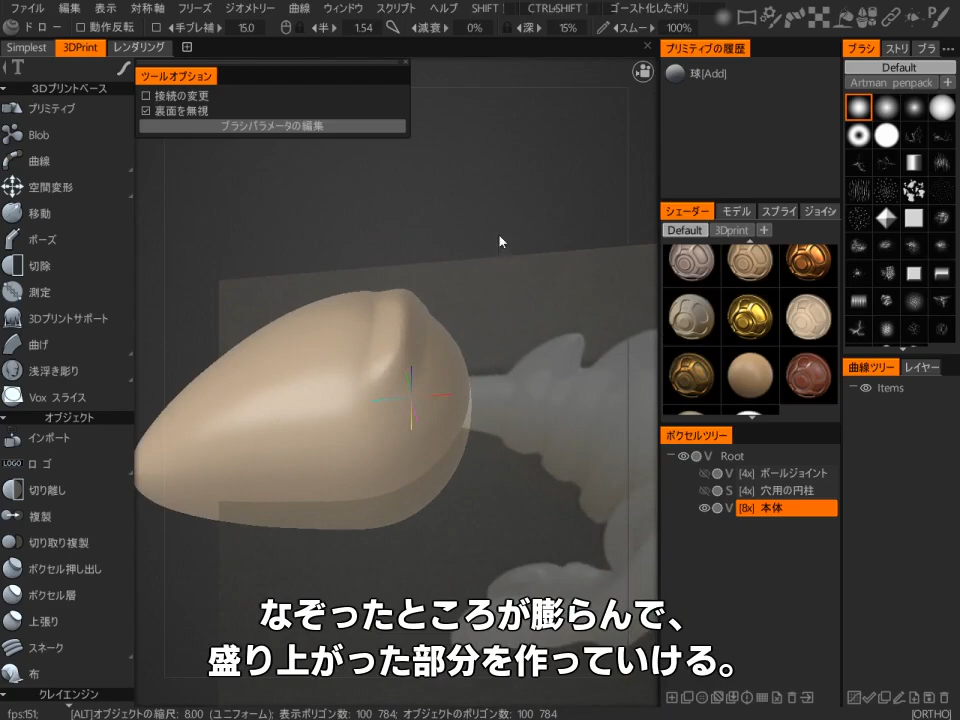 ファイル 編集 表示 対称軸 フリーズ ジオメトリー 曲線 ウィンドウ スクリプト ヘルプ SHIFT CTRL+SHIFT ゴースト化したポリ
ドロー 動作反転 手ブレ補 15.0 半 1.54 減衰 0% 深 15% スムー 100%
Simplest 3DPrint レンダリング
プリミティブの履歴
ブラシ ストリ ブラ
T
ツールオプション
球[Add]
Default
Artman penpack
3Dプリントベース
接続の変更
裏面を無視
ブラシパラメータの編集
プリミティブ
Blob
曲線
空間変形
移動
ポーズ
切除
測定
3Dプリントサポート
曲げ
浅浮き彫り
Vox スライス
オブジェクト
インポート
LOGO ロゴ
切り離し
複製
切り取り複製
ボクセル押し出し
ボクセル層
上張り
スネーク
布
クレイエンジン
シェーダー モデル スプライ ジョイン
Default 3Dprint
曲線ツリー レイヤー
Items
ボクセルツリー
Root
V [4x] ボールジョイント
S [4x] 穴用の円柱
V [8x] 本体
なぞったところが膨らんで、
盛り上がった部分を作っていける。
fps:151; [ALT]オブジェクトの縮尺: 8.00 (ユニフォーム); 表示ポリゴン数: 100 784; オブジェクトのポリゴン数: 100 784
[ORTHO]